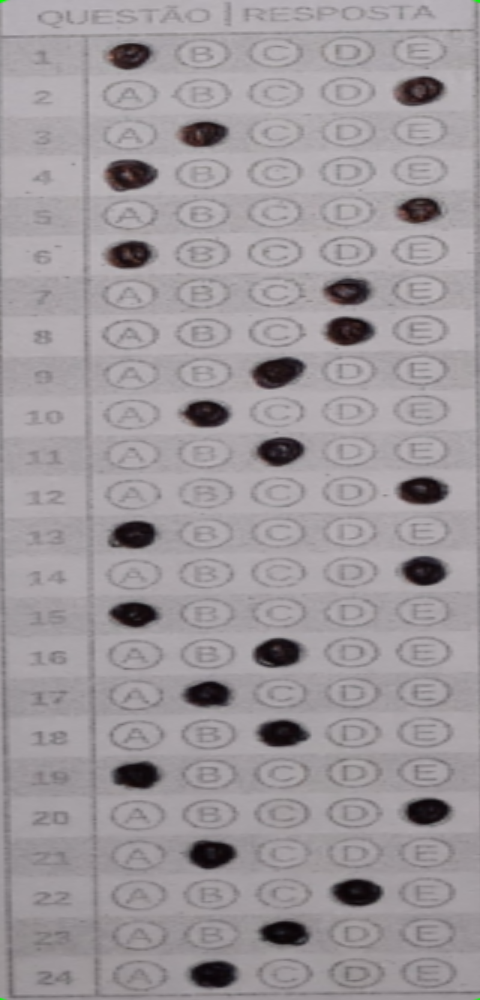 QUESTÃO | RESPOSTA
1 B C D E
2 A B C D
3 A C D E
4 B C D E
5 A B C D
6 B C D E
7 A B C E
8 A B C E
9 A B D E
10 A C D E
11 A B D E
12 A B C D
13 B C D E
14 A B C D
15 B C D E
16 A B D E
17 A C D E
18 A B D E
19 B C D E
20 A B C D
21 A C D E
22 A B C E
23 A B D E
24 A C D E